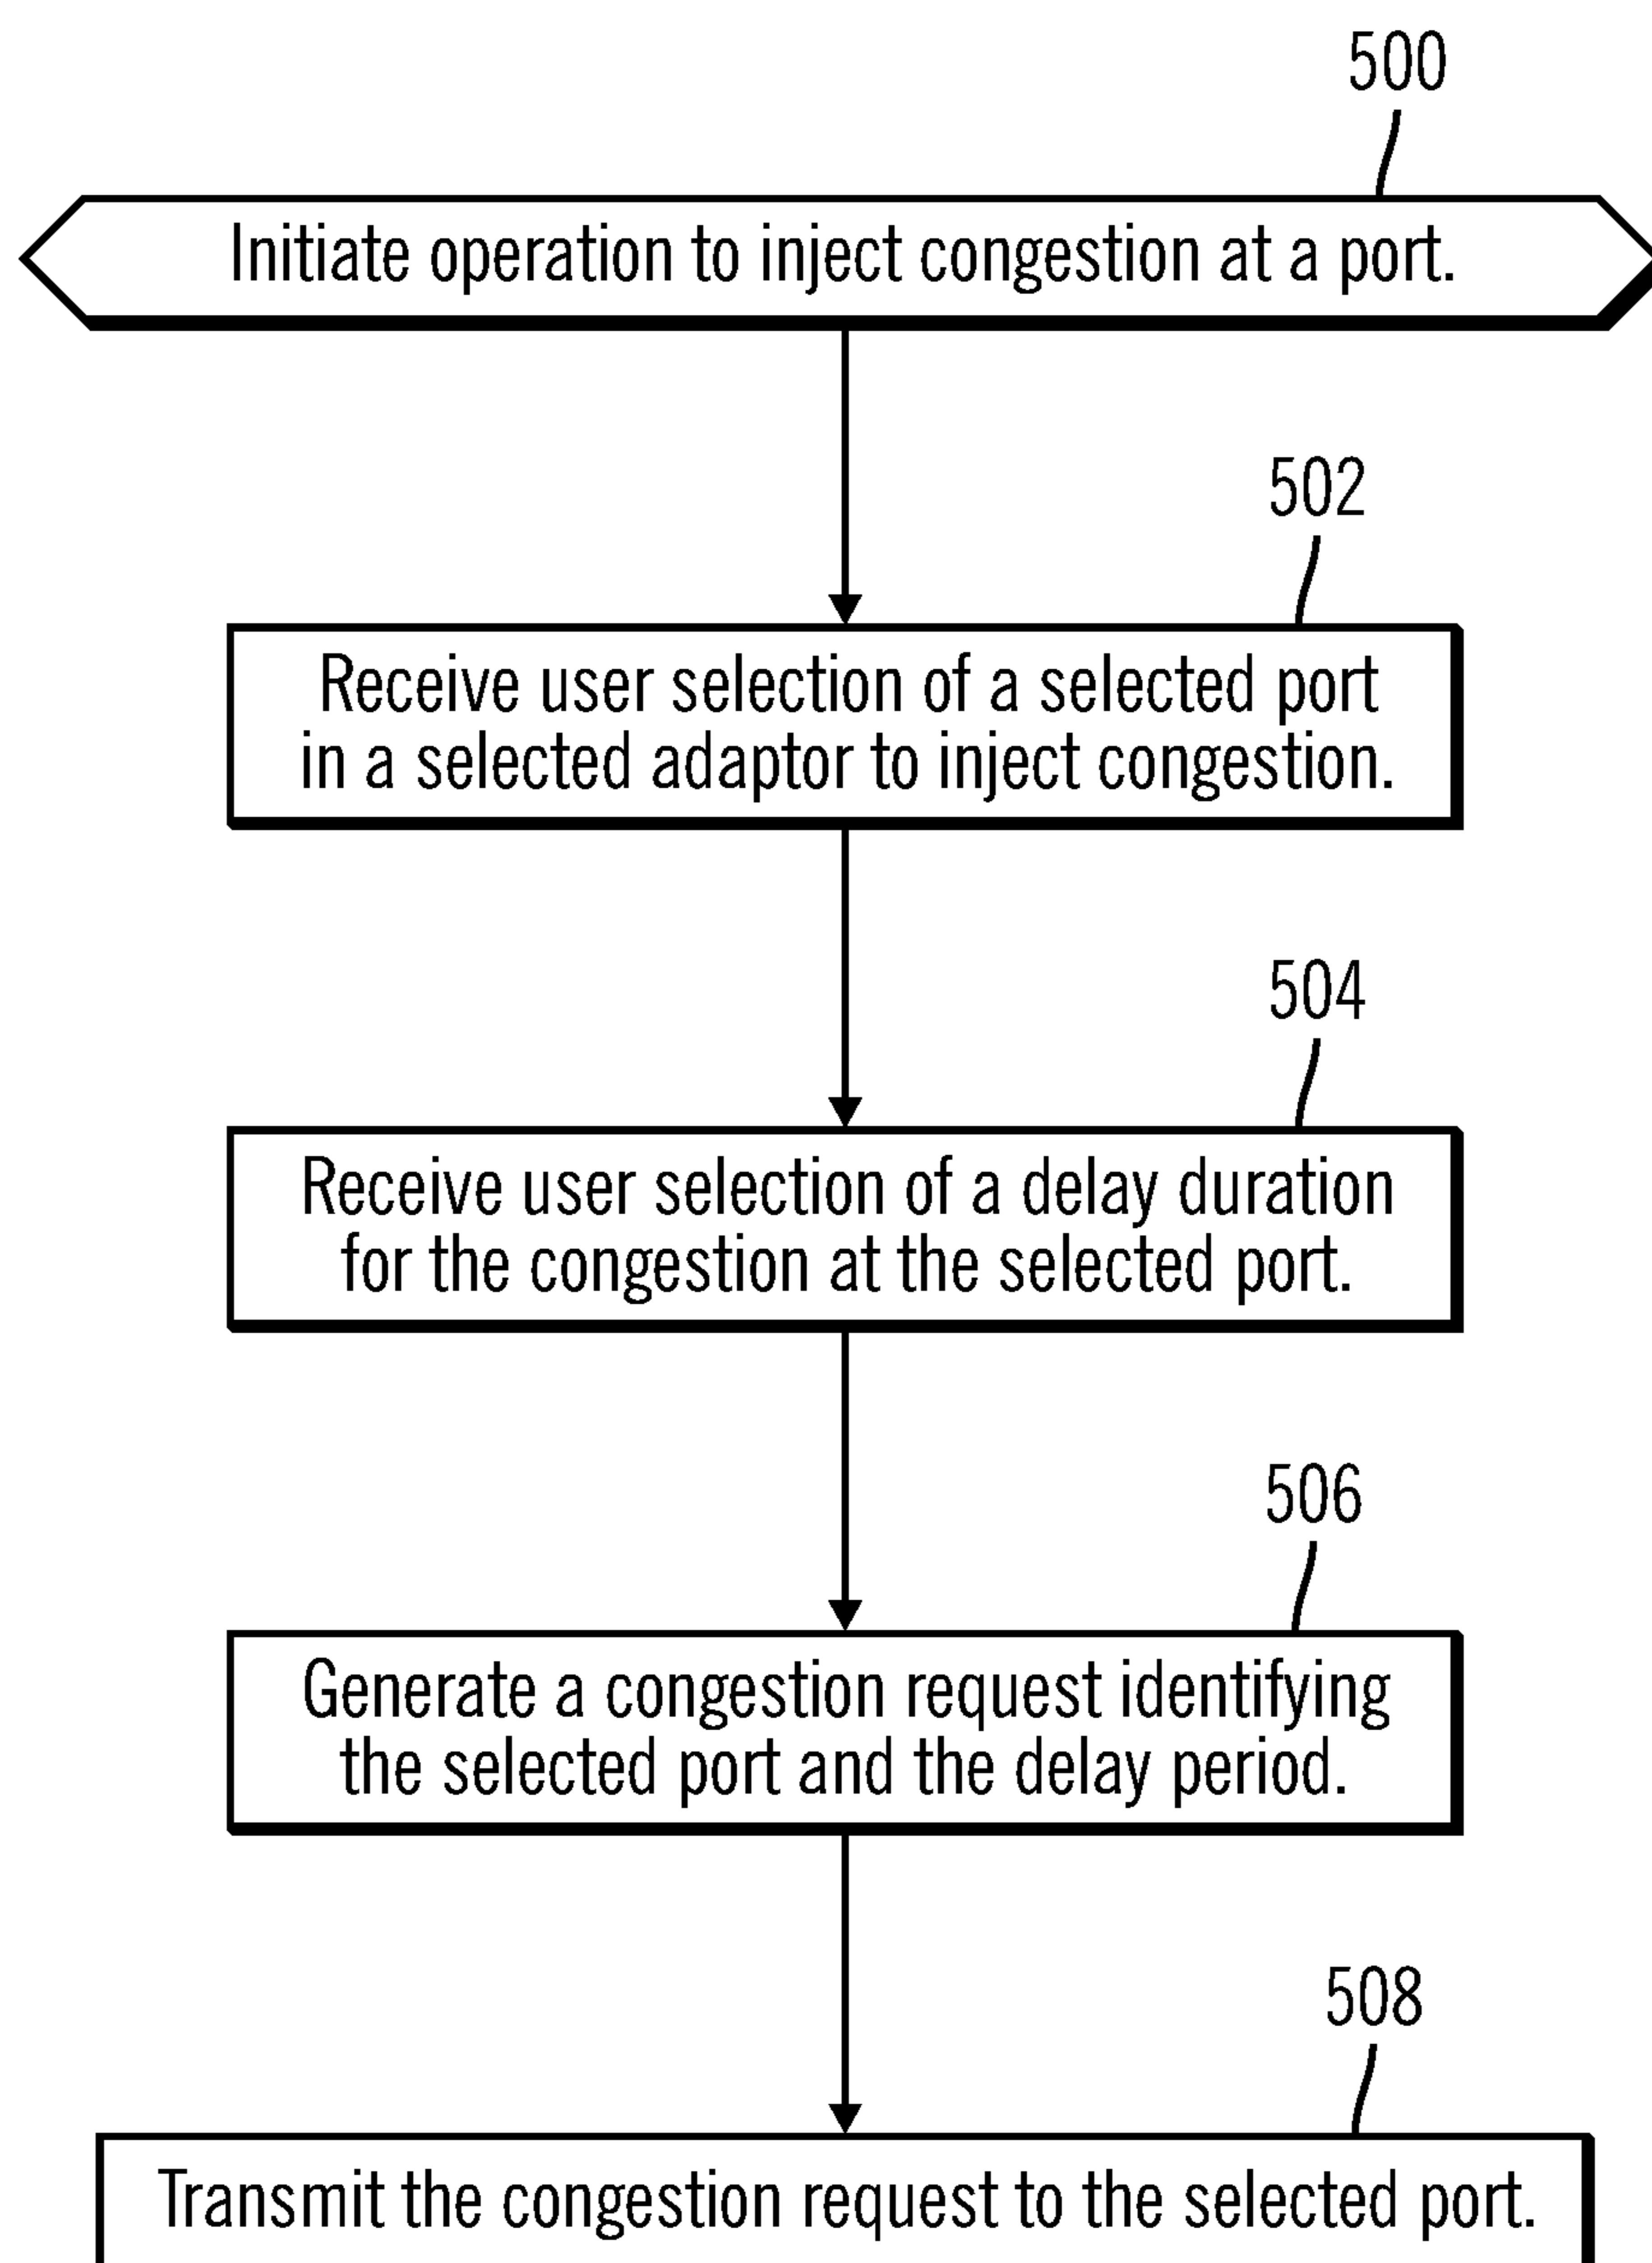 500
Initiate operation to inject congestion at a port.
502
Receive user selection of a selected port
in a selected adaptor to inject congestion.
504
Receive user selection of a delay duration
for the congestion at the selected port.
506
Generate a congestion request identifying
the selected port and the delay period.
508
Transmit the congestion request to the selected port.